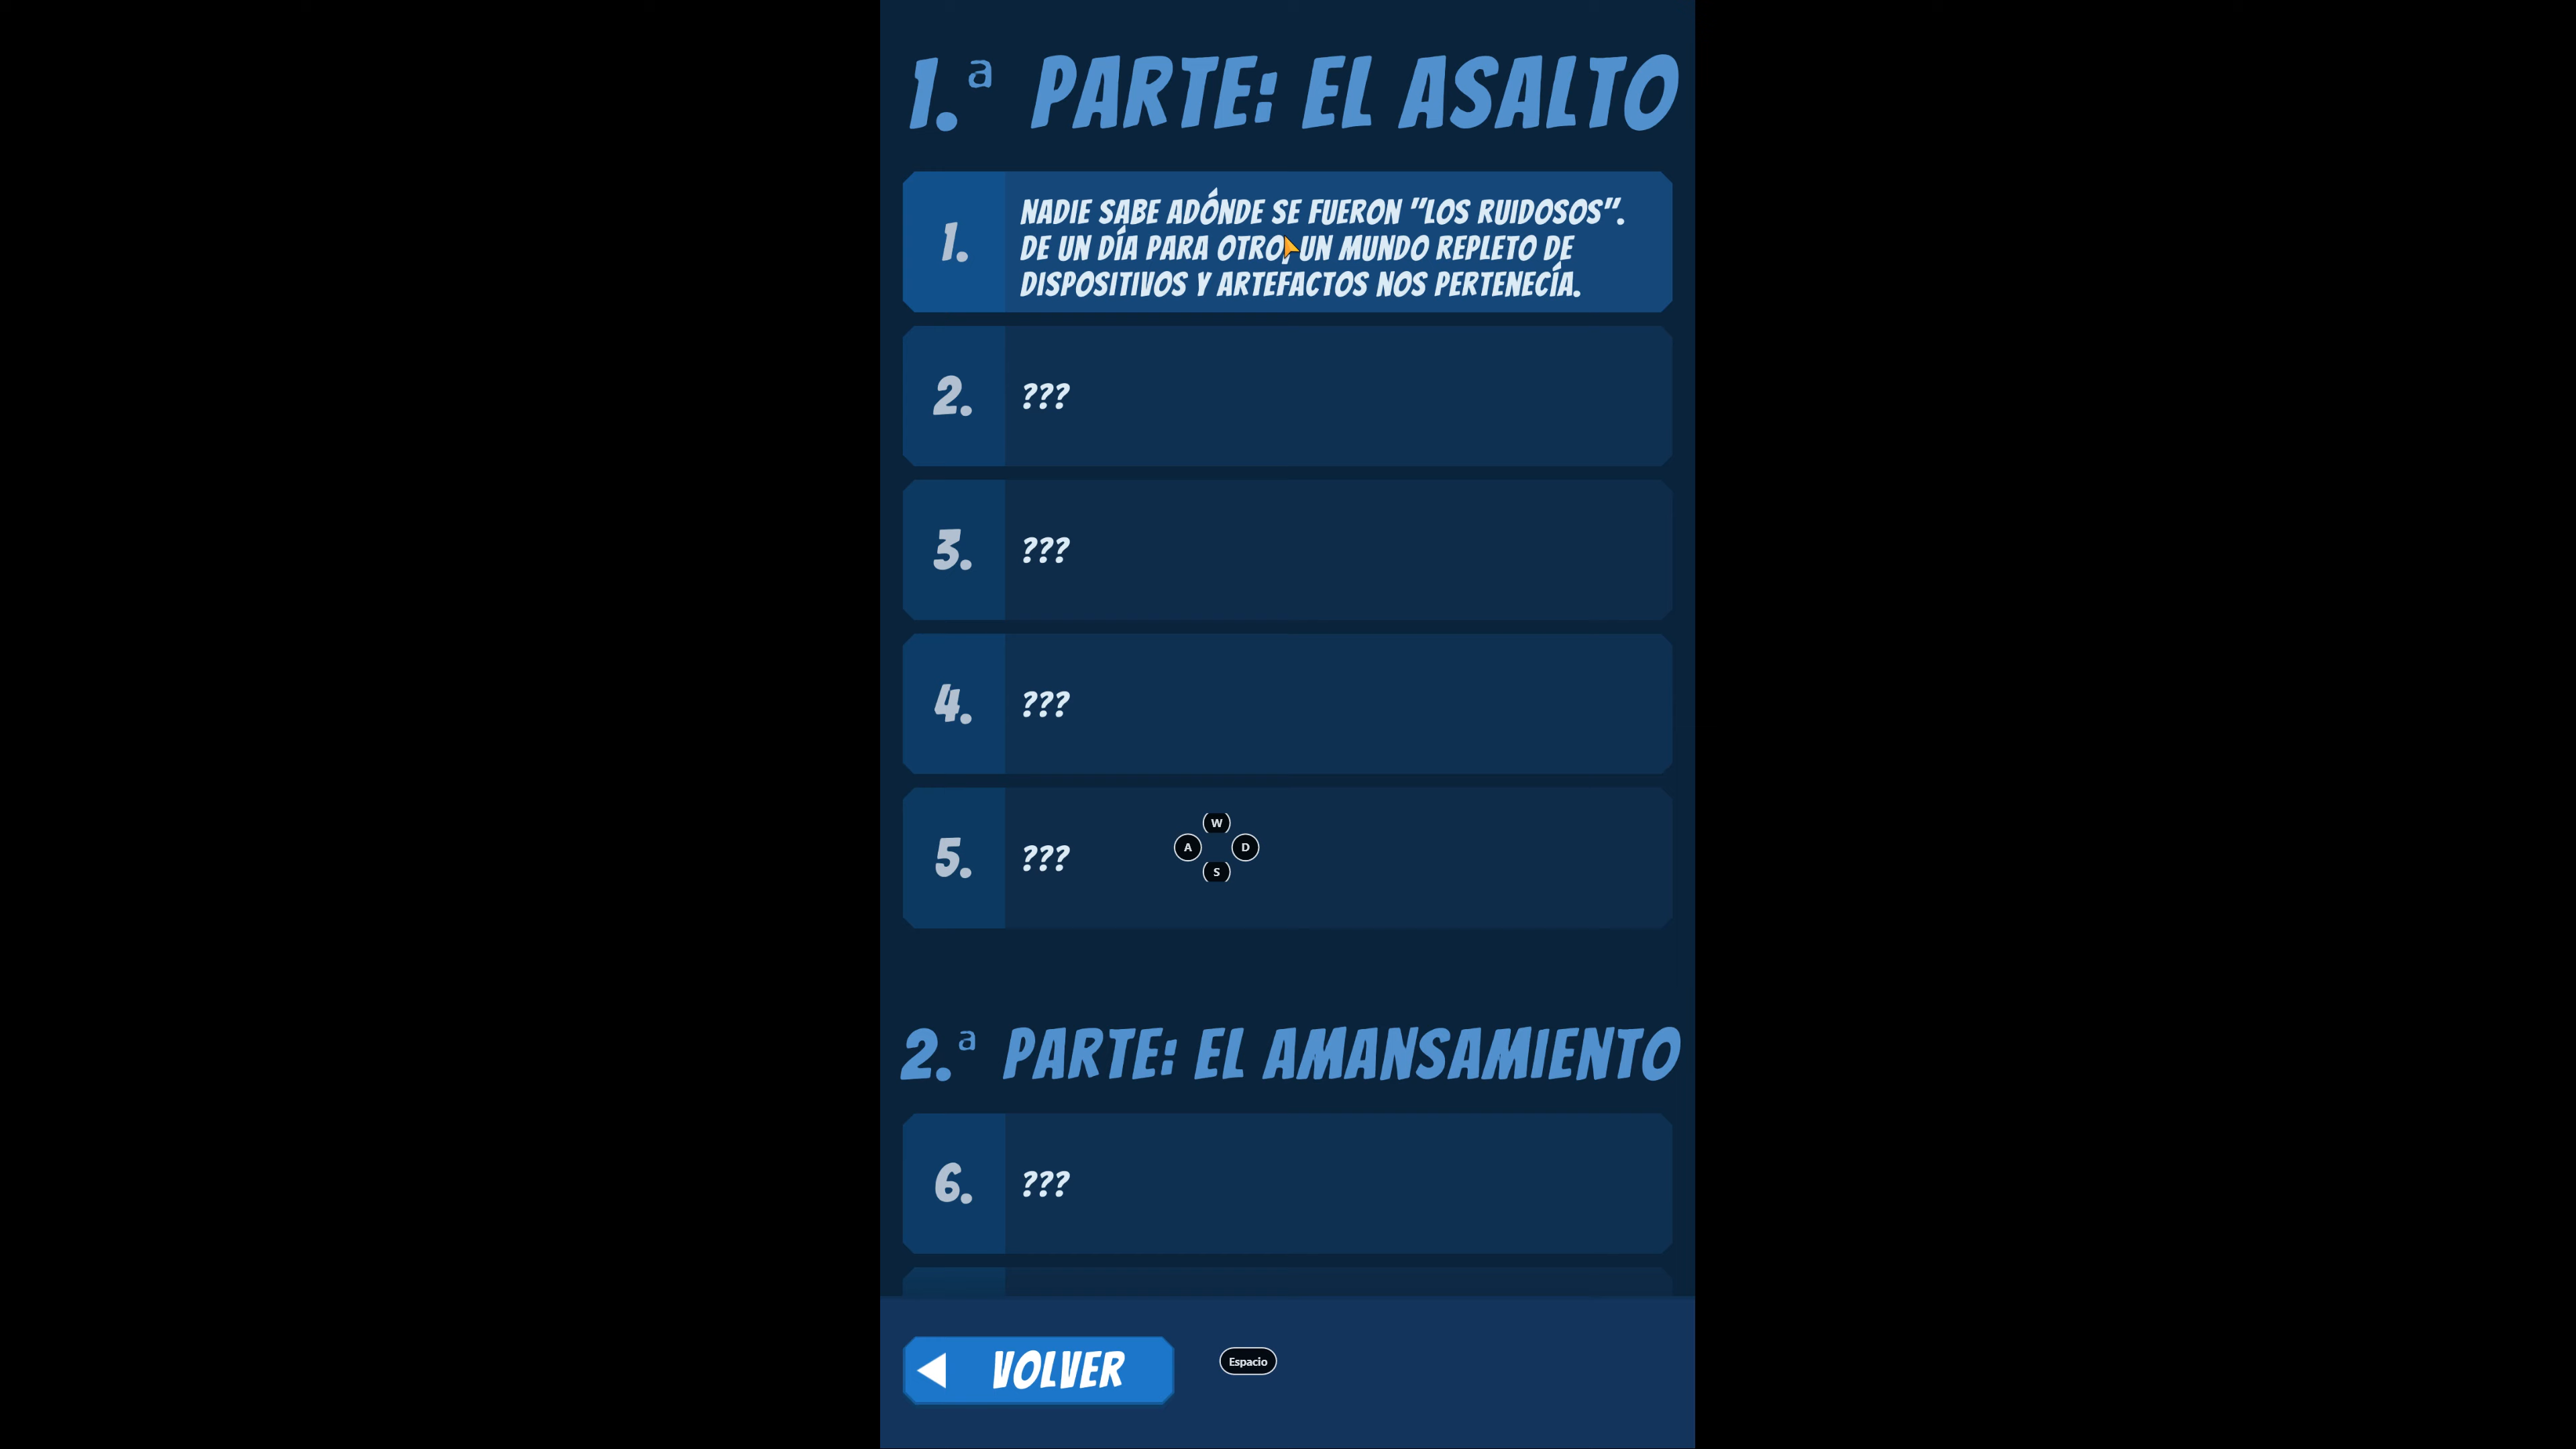 1.ª PARTE: EL ASALTO
1.
NADIE SABE ADÓNDE SE FUERON "LOS RUIDOSOS".
DE UN DÍA PARA OTRO, UN MUNDO REPLETO DE
DISPOSITIVOS Y ARTEFACTOS NOS PERTENECÍA.
2.
???
3.
???
4.
???
5.
???
W
A
D
S
2.ª PARTE: EL AMANSAMIENTO
6.
???
VOLVER
Espacio